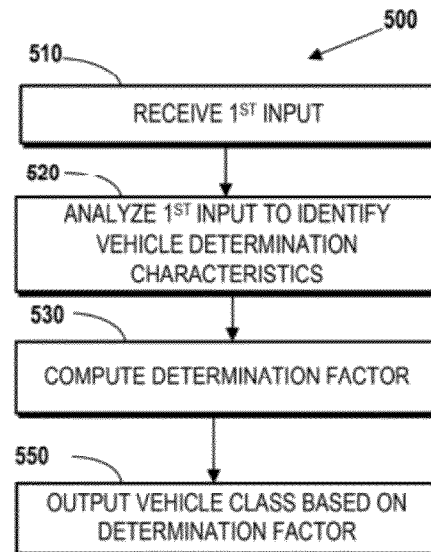 500
510
RECEIVE 1ST INPUT
520
ANALYZE 1ST INPUT TO IDENTIFY
VEHICLE DETERMINATION
CHARACTERISTICS
530
COMPUTE DETERMINATION FACTOR
550
OUTPUT VEHICLE CLASS BASED ON
DETERMINATION FACTOR